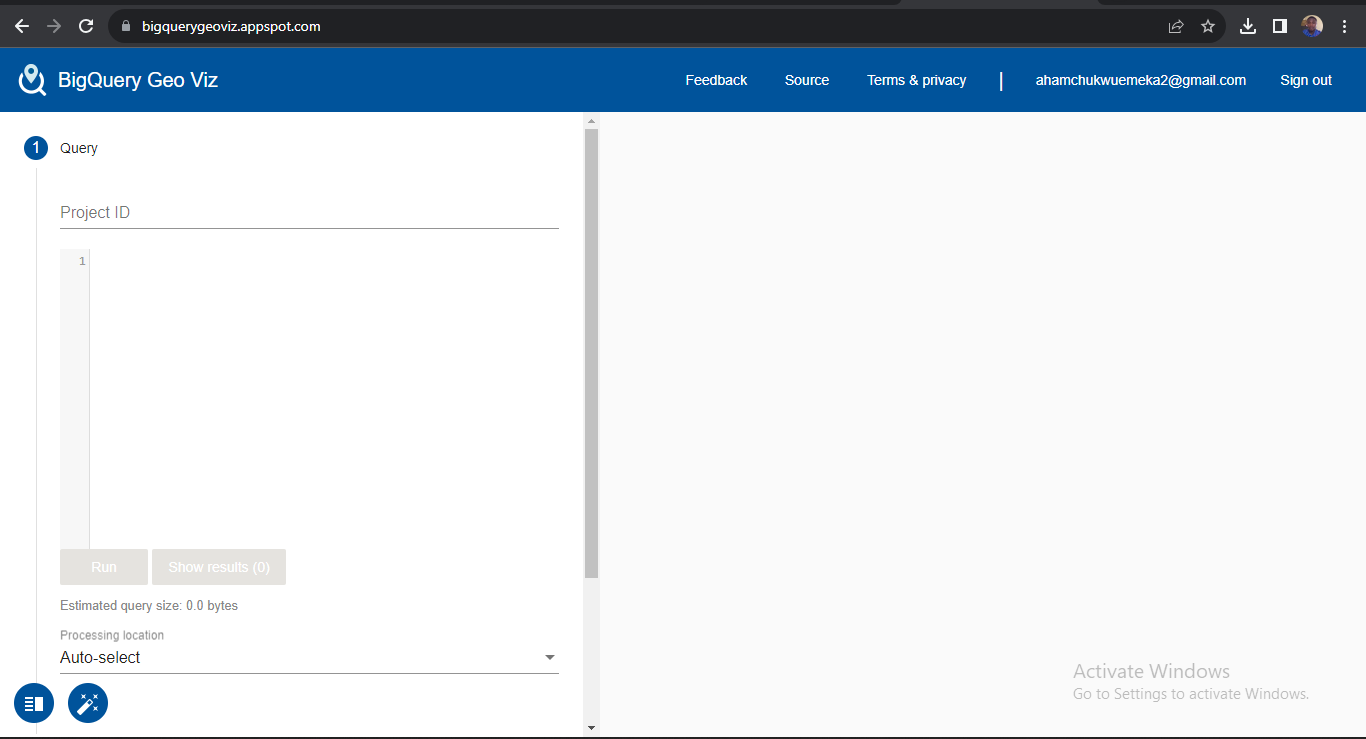 bigquerygeoviz.appspot.com
BigQuery Geo Viz
Feedback Source Terms & privacy | ahamchukwuemeka2@gmail.com Sign out
1 Query
Project ID
1
Run Show results (0)
Estimated query size: 0.0 bytes
Processing location
Auto-select
Activate Windows
Go to Settings to activate Windows.